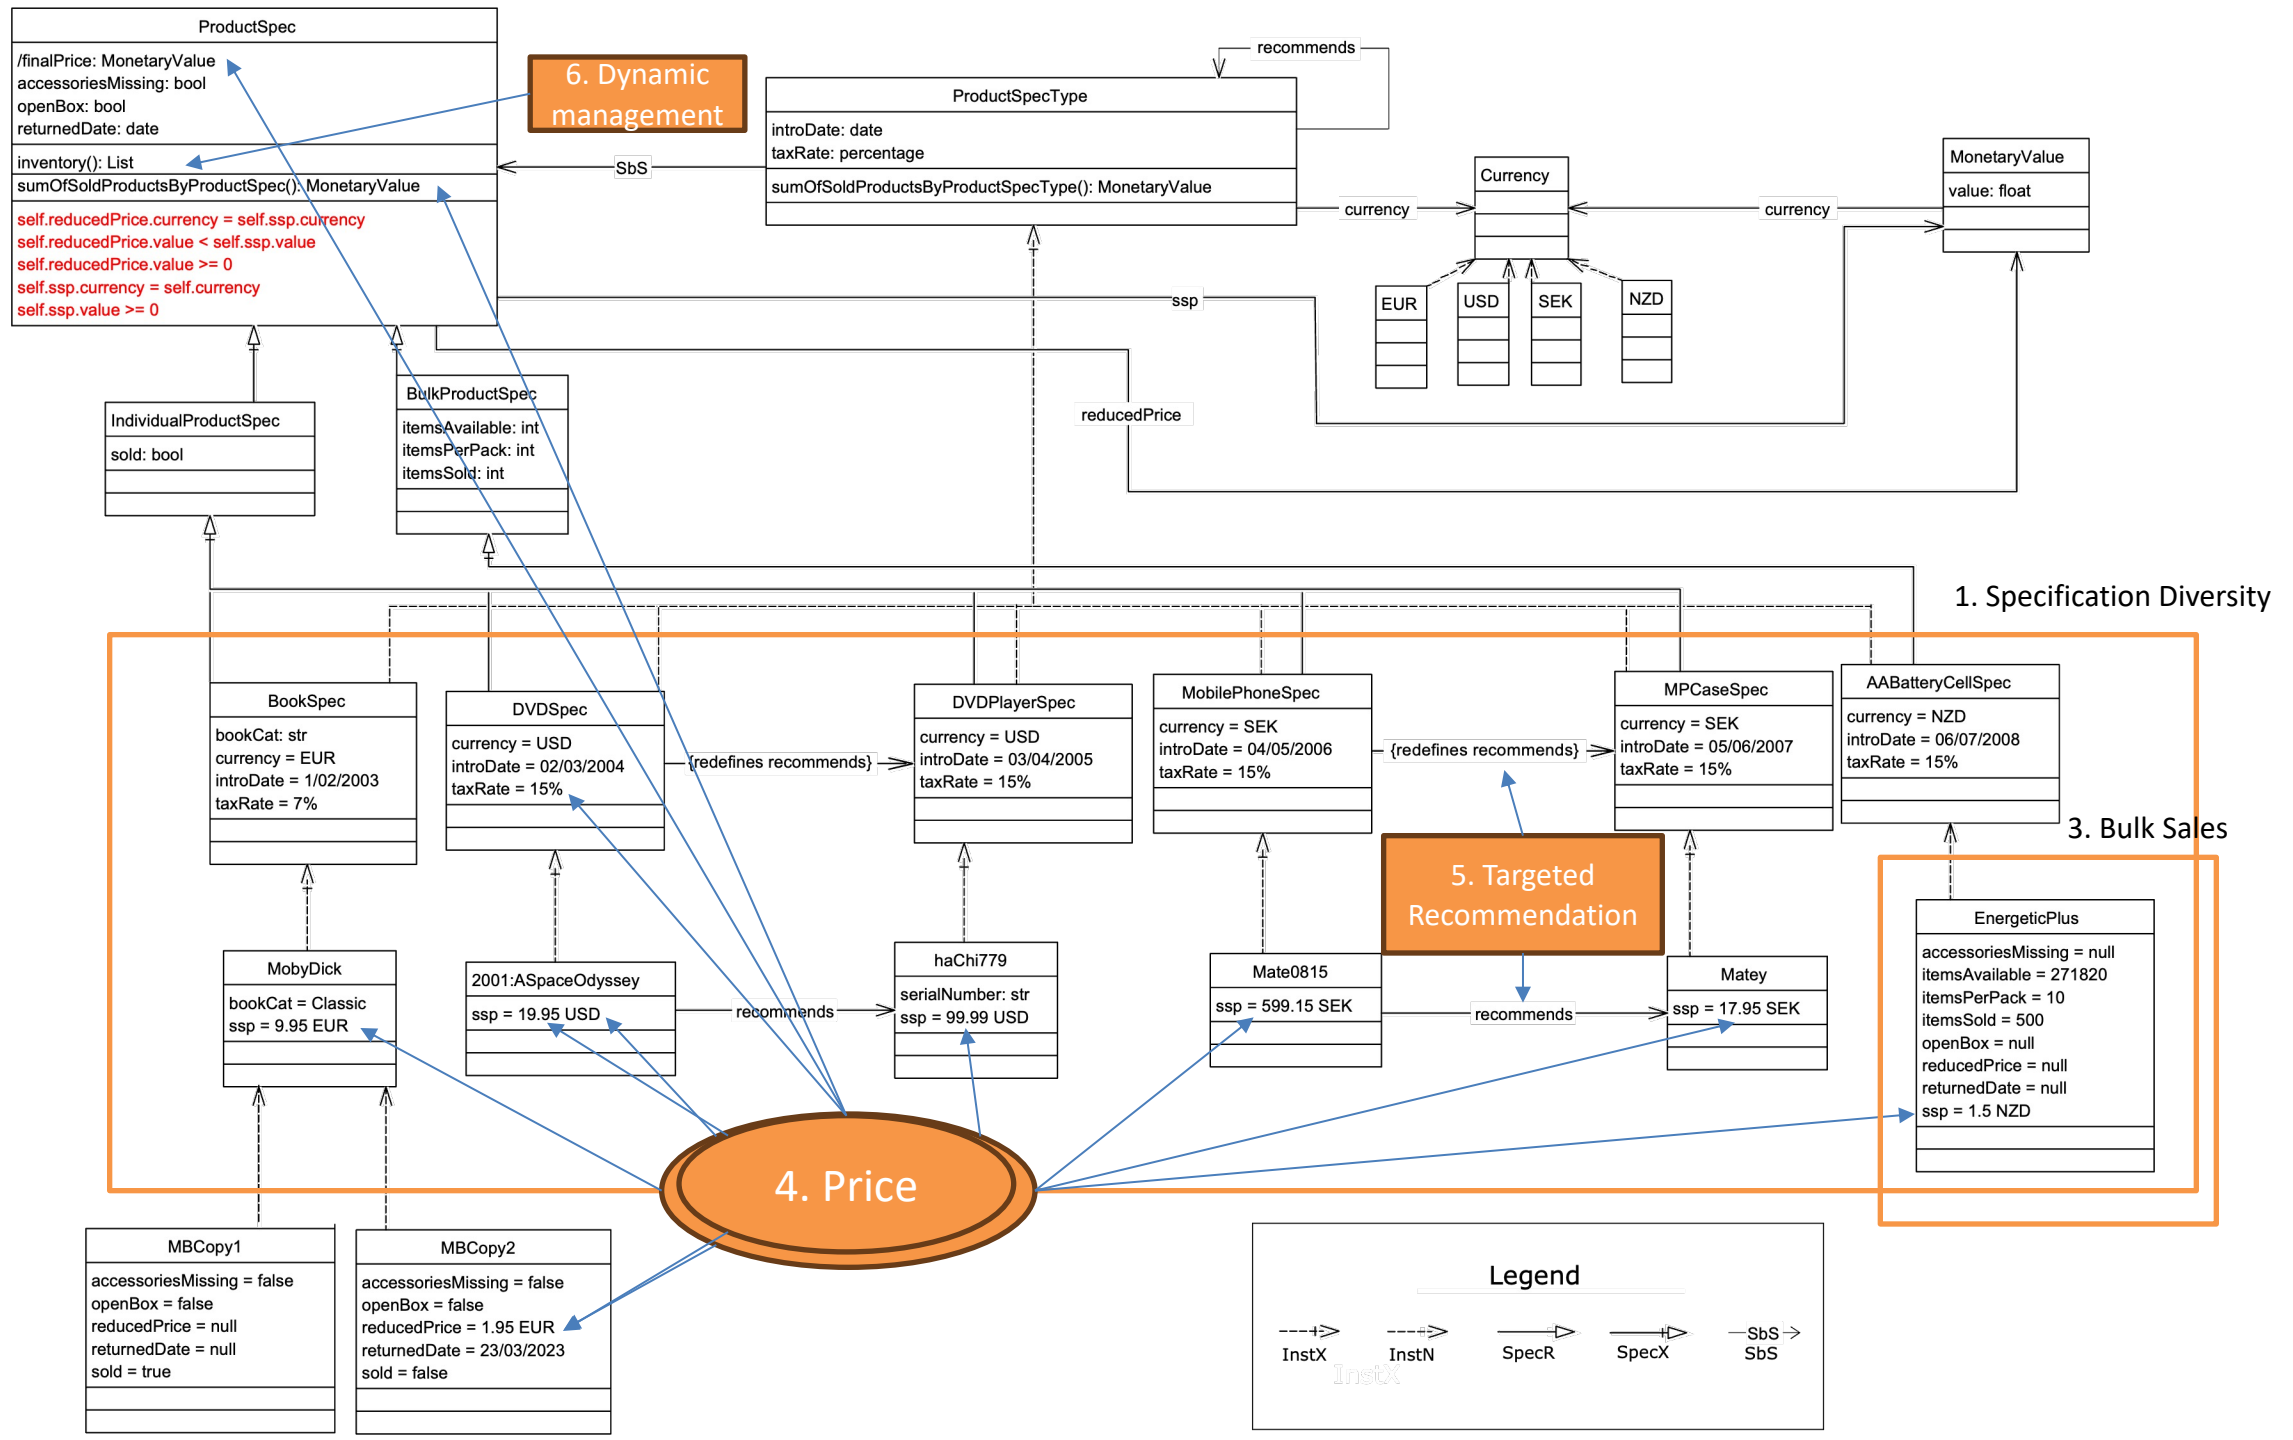 ProductSpec
/finalPrice: MonetaryValue
accessoriesMissing: bool
openBox: bool
returnedDate: date
inventory(): List
sumOfSoldProductsByProductSpec(): MonetaryValue
self.reducedPrice.currency = self.ssp.currency
self.reducedPrice.value < self.ssp.value
self.reducedPrice.value >= 0
self.ssp.currency = self.currency
self.ssp.value >= 0
6. Dynamic
management
recommends
ProductSpecType
introDate: date
taxRate: percentage
sumOfSoldProductsByProductSpecType(): MonetaryValue
SbS
currency
Currency
currency
MonetaryValue
value: float
EUR
USD
SEK
NZD
ssp
reducedPrice
IndividualProductSpec
sold: bool
BulkProductSpec
itemsAvailable: int
itemsPerPack: int
itemsSold: int
1. Specification Diversity
BookSpec
bookCat: str
currency = EUR
introDate = 1/02/2003
taxRate = 7%
DVDSpec
currency = USD
introDate = 02/03/2004
taxRate = 15%
{redefines recommends}
DVDPlayerSpec
currency = USD
introDate = 03/04/2005
taxRate = 15%
MobilePhoneSpec
currency = SEK
introDate = 04/05/2006
taxRate = 15%
{redefines recommends}
MPCaseSpec
currency = SEK
introDate = 05/06/2007
taxRate = 15%
AABatteryCellSpec
currency = NZD
introDate = 06/07/2008
taxRate = 15%
3. Bulk Sales
5. Targeted
Recommendation
MobyDick
bookCat = Classic
ssp = 9.95 EUR
2001:ASpaceOdyssey
ssp = 19.95 USD
recommends
haChi779
serialNumber: str
ssp = 99.99 USD
Mate0815
ssp = 599.15 SEK
recommends
Matey
ssp = 17.95 SEK
EnergeticPlus
accessoriesMissing = null
itemsAvailable = 271820
itemsPerPack = 10
itemsSold = 500
openBox = null
reducedPrice = null
returnedDate = null
ssp = 1.5 NZD
4. Price
MBCopy1
accessoriesMissing = false
openBox = false
reducedPrice = null
returnedDate = null
sold = true
MBCopy2
accessoriesMissing = false
openBox = false
reducedPrice = 1.95 EUR
returnedDate = 23/03/2023
sold = false
Legend
SbS
InstX
InstN
SpecR
SpecX
SbS
InstX